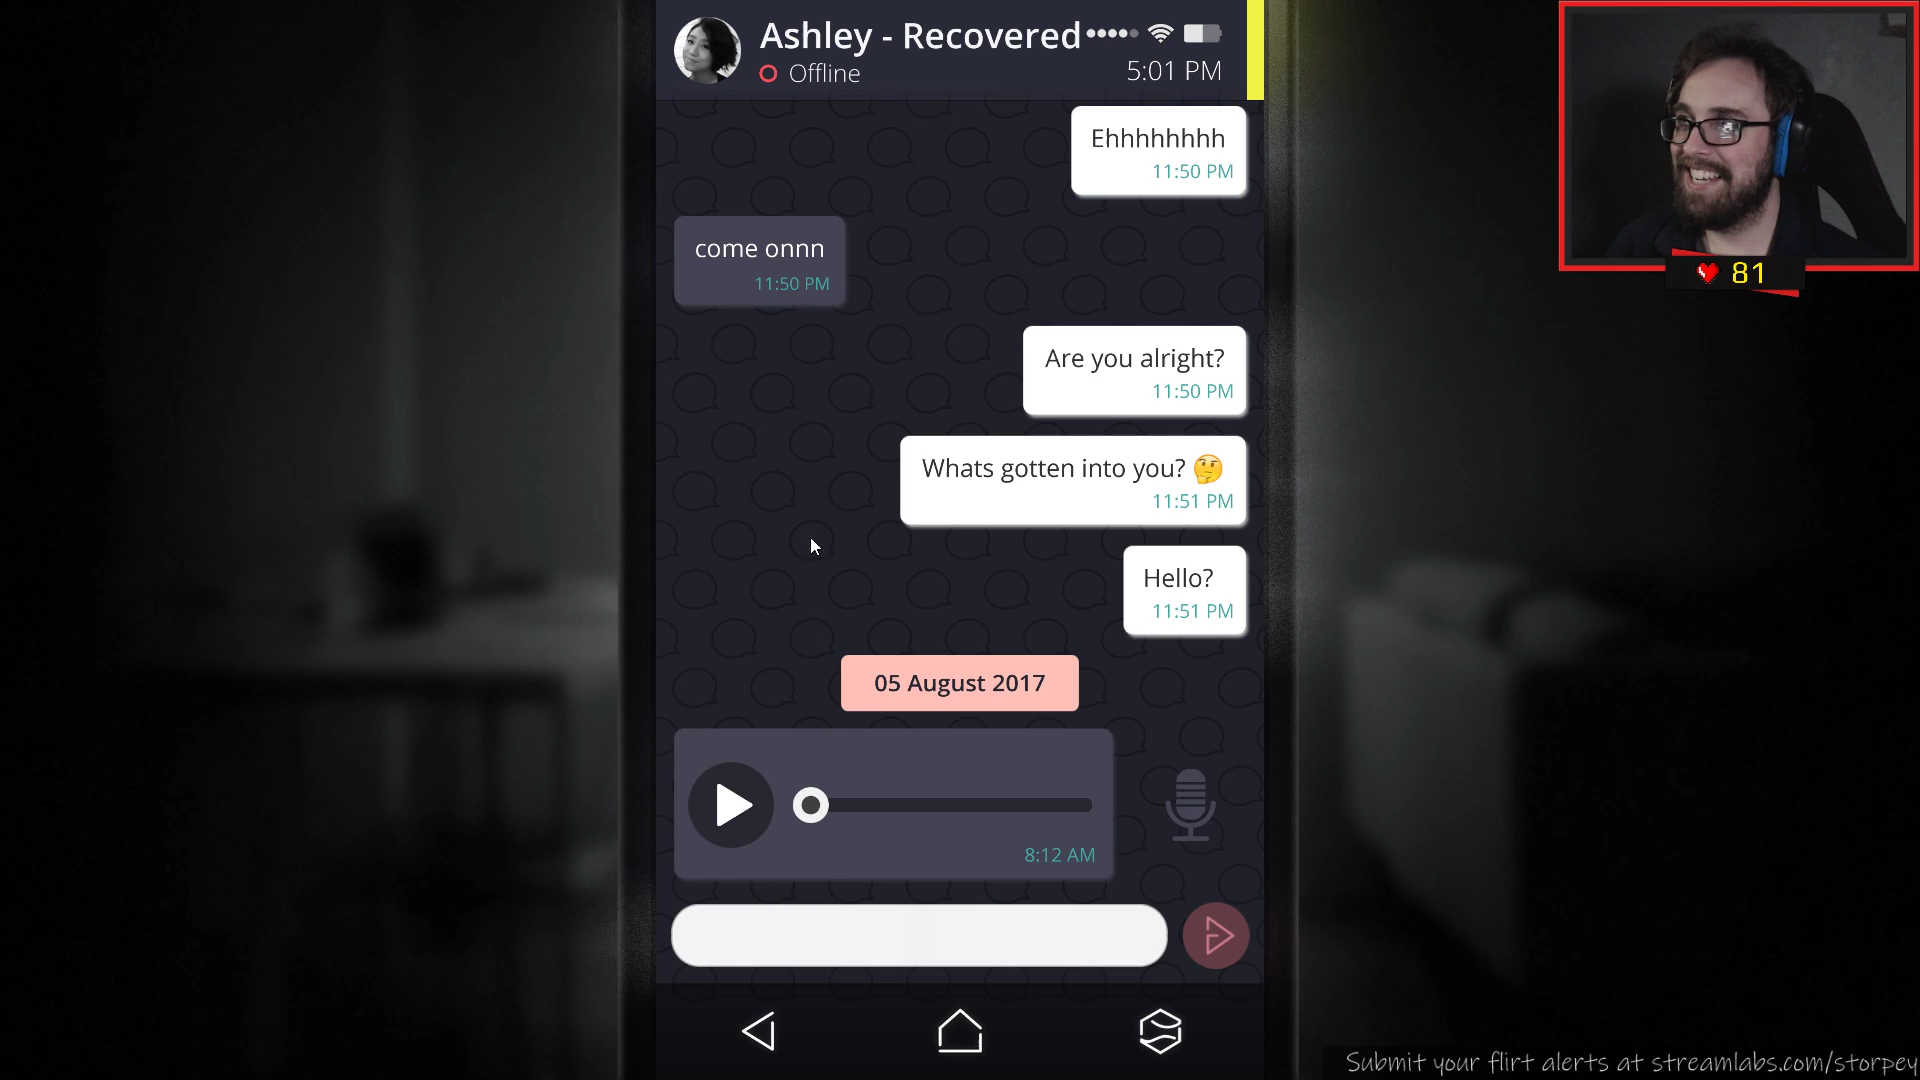 Ashley - Recovered
Offline
5:01 PM
Ehhhhhhhh
11:50 PM
come onnn
11:50 PM
Are you alright?
11:50 PM
Whats gotten into you? 🤔
11:51 PM
Hello?
11:51 PM
05 August 2017
8:12 AM
81
Submit your flirt alerts at streamlabs.com/storpey